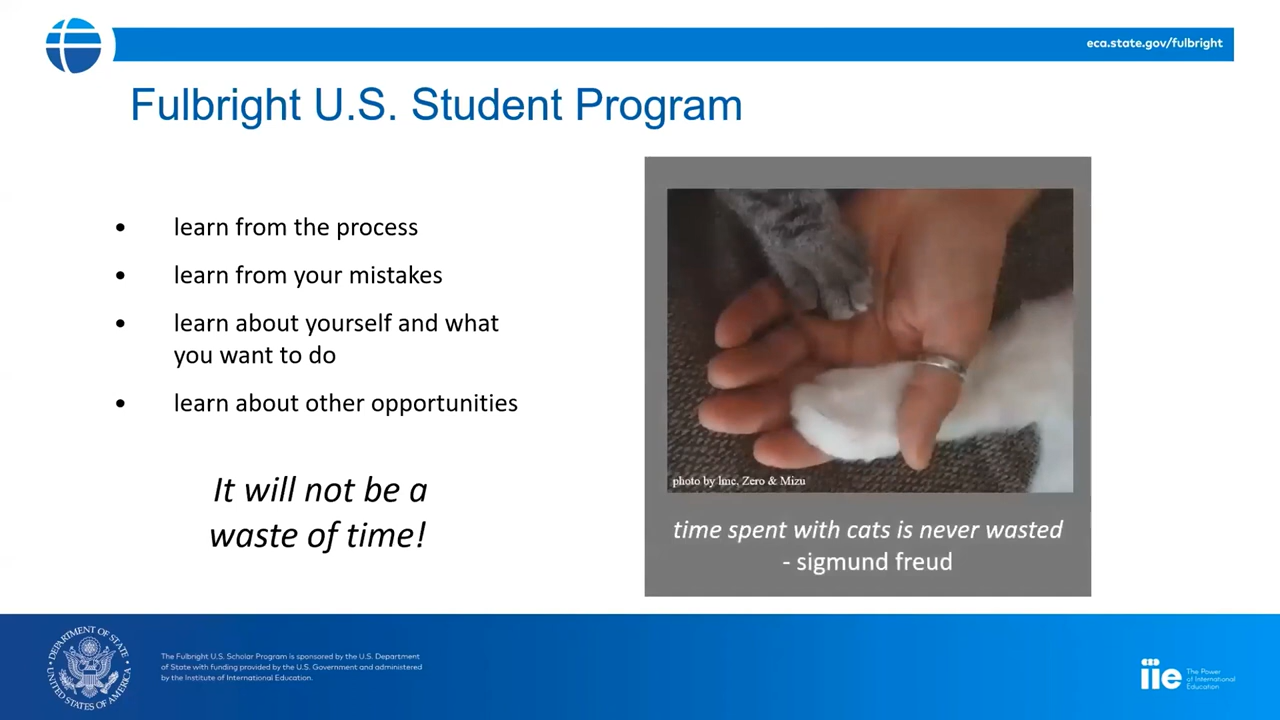 eca.state.gov/fulbright
Fulbright U.S. Student Program
• learn from the process
• learn from your mistakes
• learn about yourself and what
you want to do
• learn about other opportunities
It will not be a
waste of time!
photo by lmc, Zero & Mizu
time spent with cats is never wasted
- sigmund freud
DEPARTMENT OF STATE
UNITED STATES OF AMERICA
The Fulbright U.S. Scholar Program is sponsored by the U.S. Department
of State with funding provided by the U.S. Government and administered
by the Institute of International Education.
iie
The Power
of International
Education